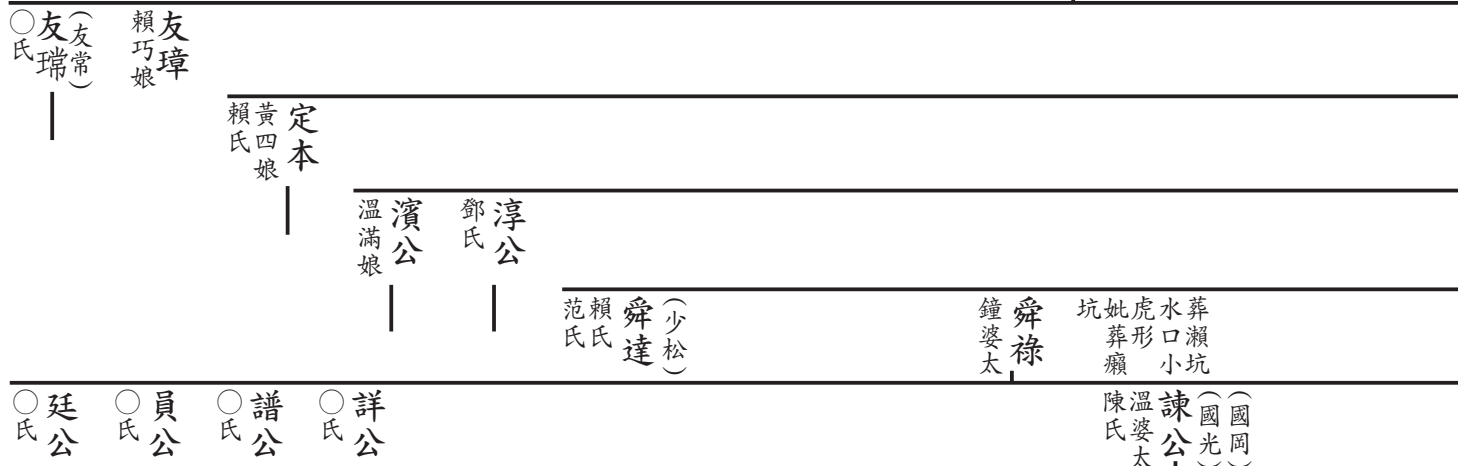 友璋
賴巧娘
(友常)
友瑺
○氏
定本
黃四娘
賴氏
淳公
鄧氏
濱公
溫滿娘
葬瀨坑
水口小
虎形
妣葬癩
坑
舜祿
鐘婆太
(少松)
舜達
賴氏
范氏
(國岡)
(國光)
諫公
溫婆太
陳氏
詳公
○氏
譜公
○氏
員公
○氏
廷公
○氏